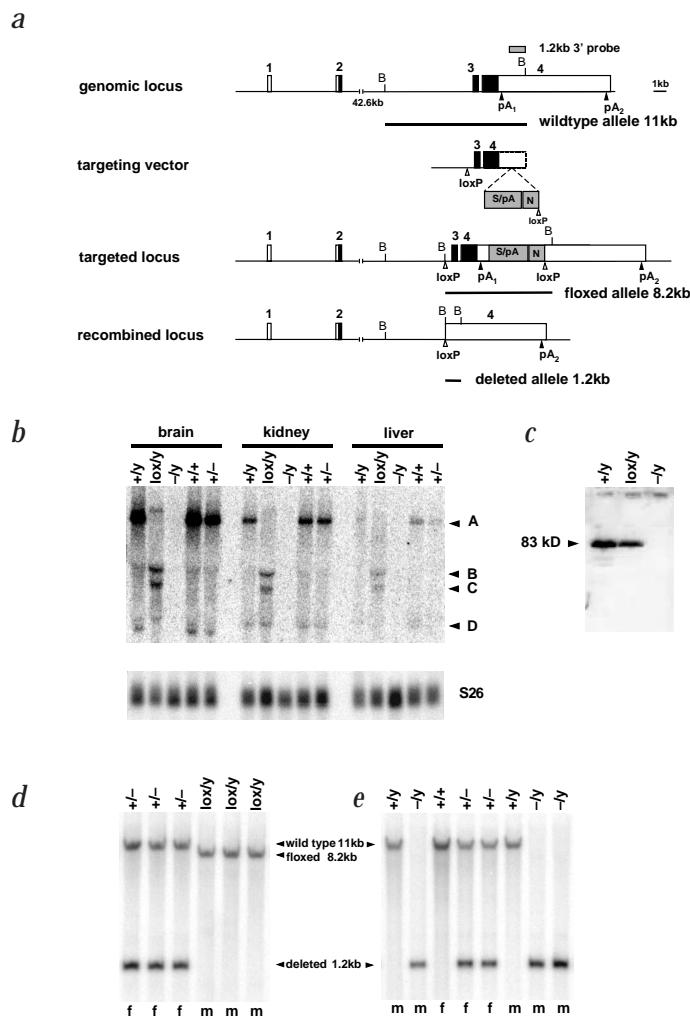 a
1.2kb 3' probe
B
1 2 B 3 4
genomic locus
42.6kb pA1 pA2 1kb
wildtype allele 11kb
3 4
targeting vector
loxP
S/pA N
loxP
B
1 2 B B 3 4
targeted locus S/pA N
loxP pA1 loxP pA2
floxed allele 8.2kb
B B 4
1 2 B
recombined locus
loxP pA2
deleted allele 1.2kb
b
c
brain kidney liver
+/y lox/y –/y +/+ +/– +/y lox/y –/y +/+ +/– +/y lox/y –/y +/+ +/–
+/y lox/y –/y
A
83 kD
B
C
D
S26
d
e
+/– +/– +/– lox/y lox/y lox/y
+/y –/y +/+ +/– +/– +/y –/y –/y
wild type 11kb
floxed 8.2kb
deleted 1.2kb
f f f m m m
m m f f f m m m